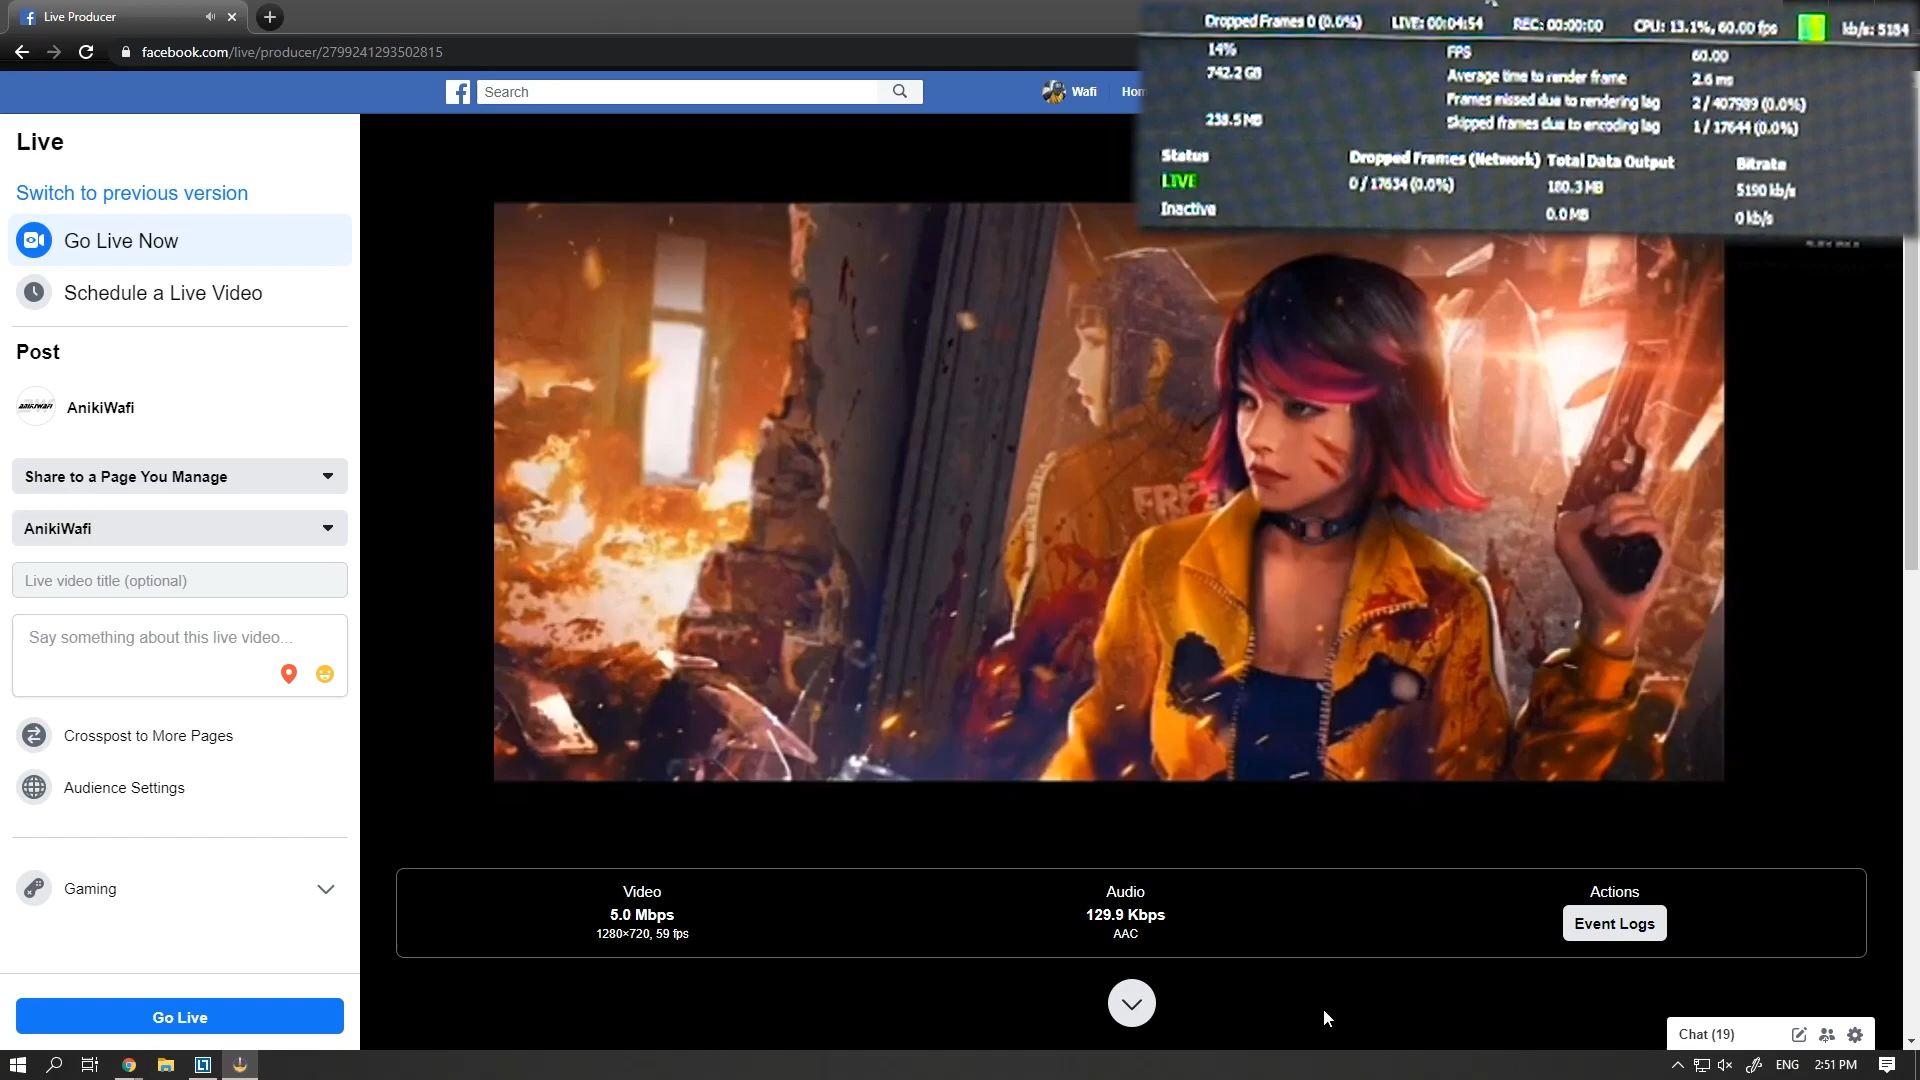 Live Producer
facebook.com/live/producer/2799241293502815
Search
Wafi
Hom
Dropped Frames 0 (0.0%) LIVE: 00:04:54 REC: 00:00:00 CPU: 13.1%, 60.00 fps kb/s: 5184
14% FPS 60.00
742.2 GB Average time to render frame 2.6 ms
Frames missed due to rendering lag 2 / 407989 (0.0%)
238.5 MB Skipped frames due to encoding lag 1 / 17644 (0.0%)
Status Dropped Frames (Network) Total Data Output Bitrate
LIVE 0 / 17634 (0.0%) 180.3 MB 5190 kb/s
Inactive 0.0 MB 0 kb/s
Live
Switch to previous version
Go Live Now
Schedule a Live Video
Post
AnikiWafi
Share to a Page You Manage
AnikiWafi
Live video title (optional)
Say something about this live video...
Crosspost to More Pages
Audience Settings
Gaming
Go Live
FREE
Video
5.0 Mbps
1280×720, 59 fps
Audio
129.9 Kbps
AAC
Actions
Event Logs
Chat (19)
ENG 2:51 PM